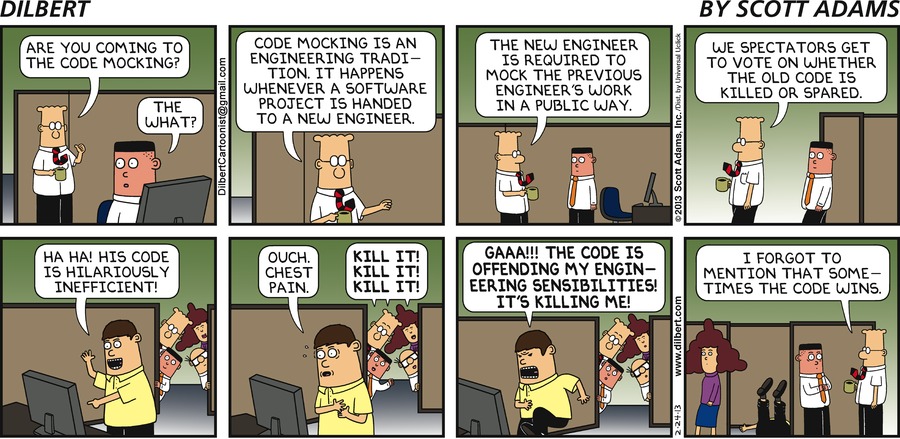 DILBERT
BY SCOTT ADAMS
ARE YOU COMING TO
THE CODE MOCKING?
THE
WHAT?
DilbertCartoonist@gmail.com
CODE MOCKING IS AN
ENGINEERING TRADI-
TION. IT HAPPENS
WHENEVER A SOFTWARE
PROJECT IS HANDED
TO A NEW ENGINEER.
THE NEW ENGINEER
IS REQUIRED TO
MOCK THE PREVIOUS
ENGINEER'S WORK
IN A PUBLIC WAY.
©2013 Scott Adams, Inc./Dist. by Universal Uclick
WE SPECTATORS GET
TO VOTE ON WHETHER
THE OLD CODE IS
KILLED OR SPARED.
HA HA! HIS CODE
IS HILARIOUSLY
INEFFICIENT!
OUCH.
CHEST
PAIN.
KILL IT!
KILL IT!
KILL IT!
GAAA!!! THE CODE IS
OFFENDING MY ENGIN-
EERING SENSIBILITIES!
IT'S KILLING ME!
2-24-13 www.dilbert.com
I FORGOT TO
MENTION THAT SOME-
TIMES THE CODE WINS.